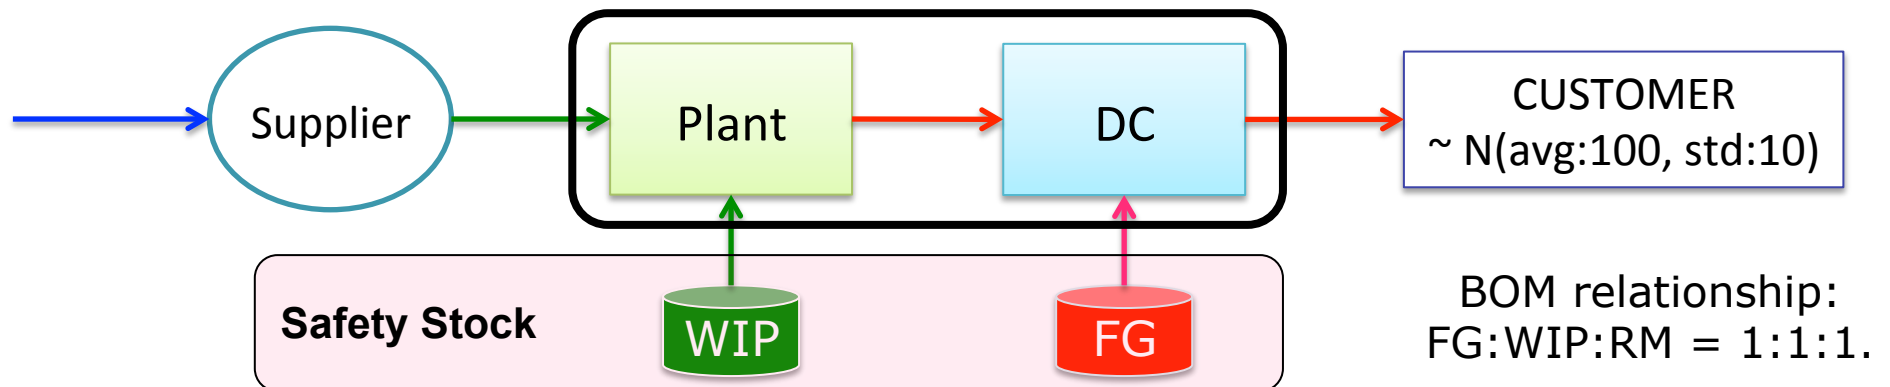 Supplier
Plant
DC
CUSTOMER
~ N(avg:100, std:10)
Safety Stock
WIP
FG
BOM relationship:
FG:WIP:RM = 1:1:1.